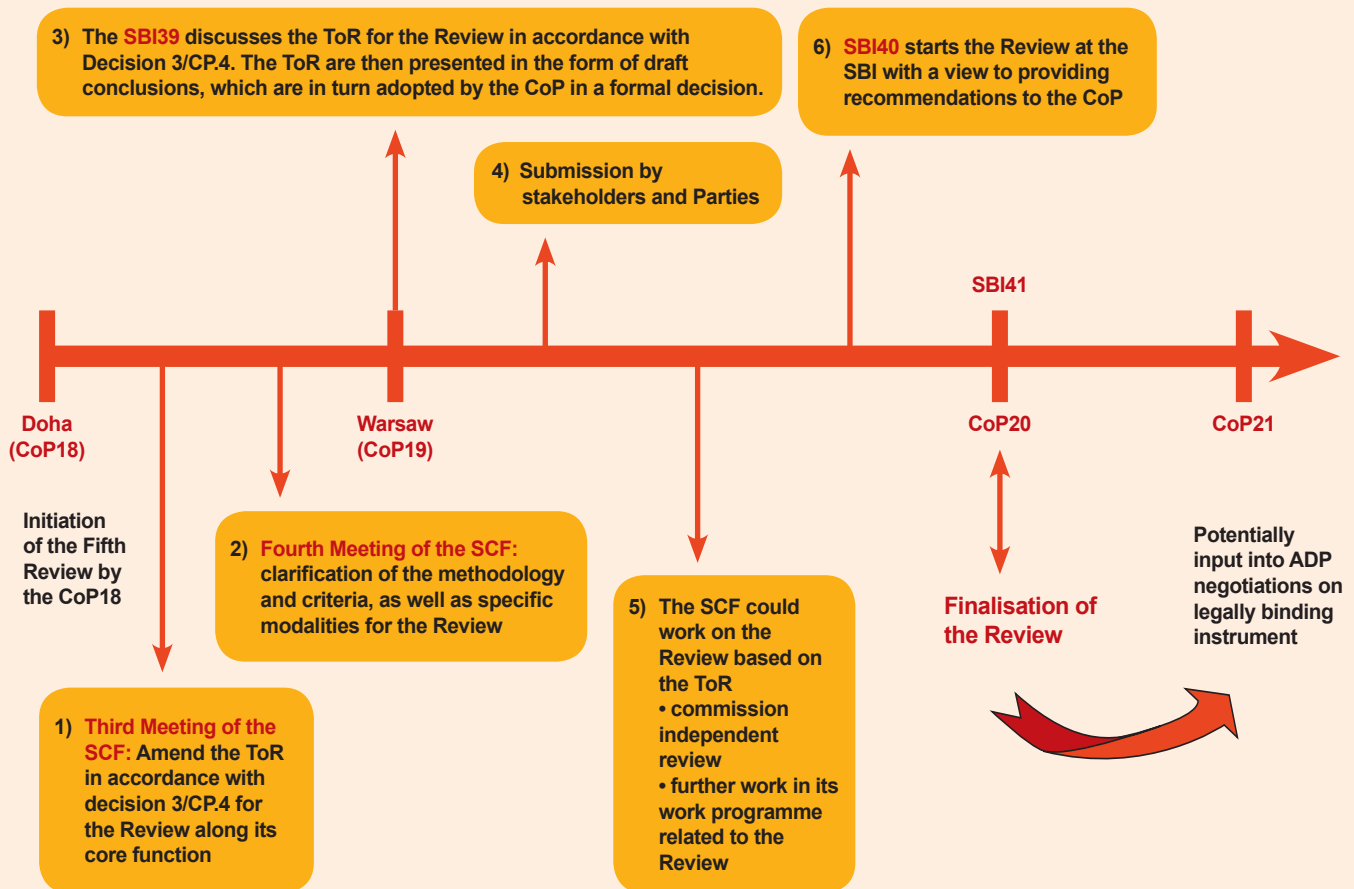 3) The SBI39 discusses the ToR for the Review in accordance with
Decision 3/CP.4. The ToR are then presented in the form of draft
conclusions, which are in turn adopted by the CoP in a formal decision.
6) SBI40 starts the Review at the
SBI with a view to providing
recommendations to the CoP
4) Submission by
stakeholders and Parties
SBI41
Doha
(CoP18)
Warsaw
(CoP19)
CoP20
CoP21
Initiation
of the Fifth
Review by
the CoP18
2) Fourth Meeting of the SCF:
clarification of the methodology
and criteria, as well as specific
modalities for the Review
1) Third Meeting of the
SCF: Amend the ToR
in accordance with
decision 3/CP.4 for
the Review along its
core function
5) The SCF could
work on the
Review based on
the ToR
• commission
independent
review
• further work in its
work programme
related to the
Review
Finalisation of
the Review
Potentially
input into ADP
negotiations on
legally binding
instrument